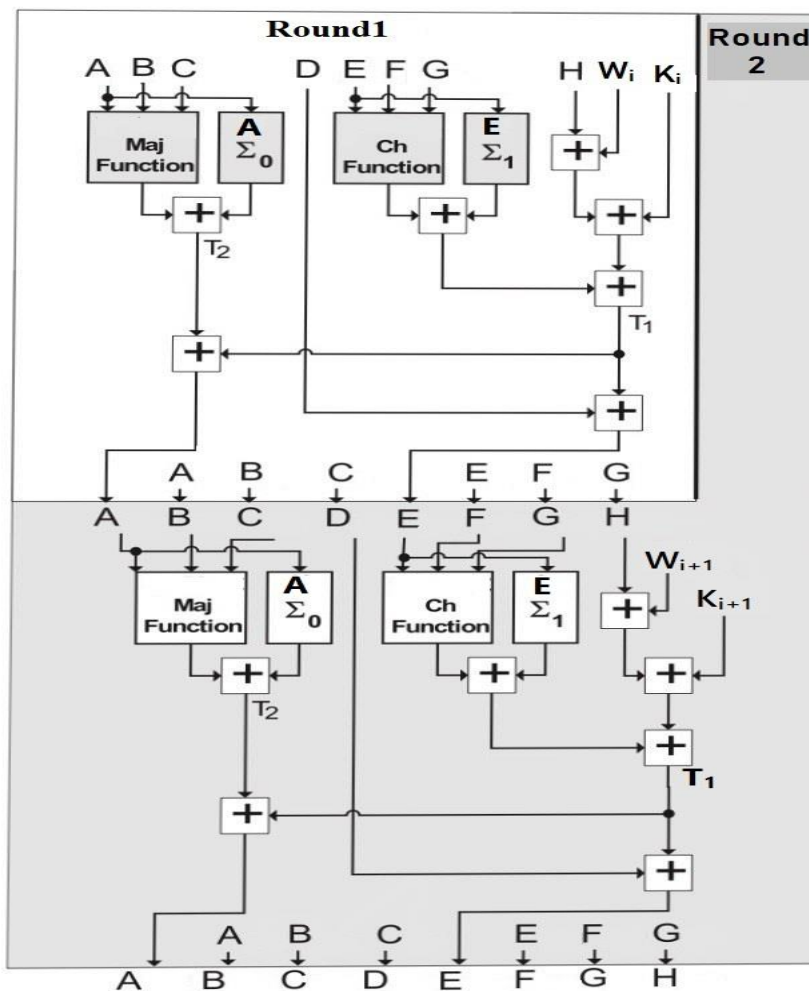 Round1
Round
2
A B C D E F G H Wi Ki
Maj
Function
A
Σ0
Ch
Function
E
Σ1
+
+
+
+
T2
+
T1
+
+
A B C E F G
A B C D E F G H
Wi+1
Ki+1
Maj
Function
A
Σ0
Ch
Function
E
Σ1
+
+
+
+
T2
+
T1
+
+
A B C E F G
A B C D E F G H